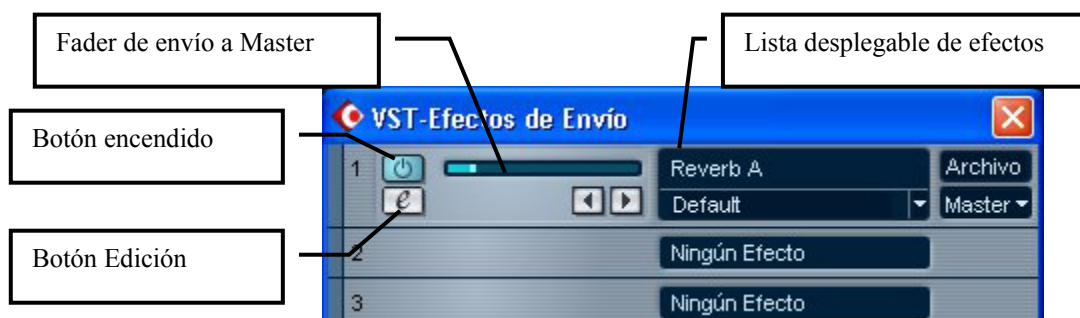 Fader de envío a Master
Lista desplegable de efectos
Botón encendido
Botón Edición
VST-Efectos de Envío
1
Reverb A
Archivo
e
Default
Master
2
Ningún Efecto
3
Ningún Efecto